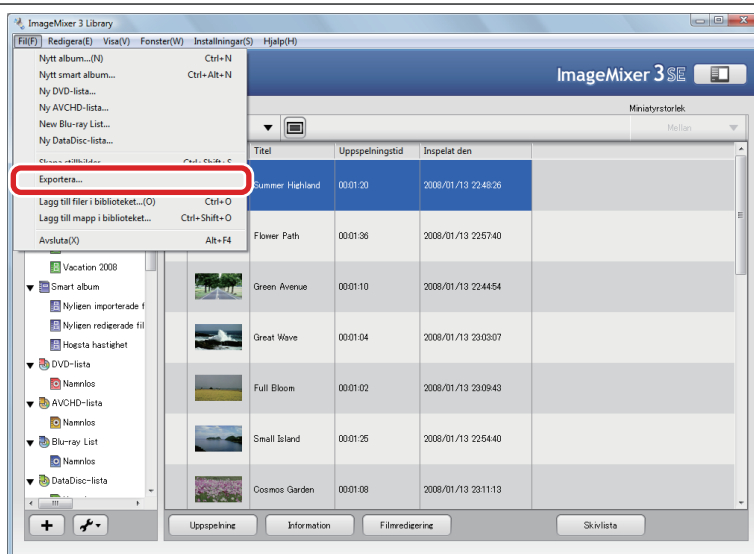 ImageMixer 3 Library
Fil(F) Redigera(E) Visa(V) Fonster(W) Installningar(S) Hjalp(H)
Nytt album...(N) Ctrl+N
Nytt smart album... Ctrl+Alt+N
Ny DVD-lista...
Ny AVCHD-lista...
New Blu-ray List...
Ny DataDisc-lista...
Skapa stillbilder... Ctrl+Shift+S
Exportera...
Lagg till filer i biblioteket...(O) Ctrl+O
Lagg till mapp i biblioteket... Ctrl+Shift+O
Avsluta(X) Alt+F4
ImageMixer 3 SE
Miniatyrstorlek
Mellan
Titel Uppspelningstid Inspelat den
Summer Highland 00:01:20 2008/01/13 22:48:26
Flower Path 00:01:36 2008/01/13 22:57:40
Green Avenue 00:01:10 2008/01/13 22:44:54
Great Wave 00:01:04 2008/01/13 23:03:07
Full Bloom 00:01:02 2008/01/13 23:09:43
Small Island 00:01:25 2008/01/13 22:54:40
Cosmos Garden 00:01:08 2008/01/13 23:11:13
Vacation 2008
Smart album
Nyligen importerade f
Nyligen redigerade fil
Hogsta hastighet
DVD-lista
Namnlos
AVCHD-lista
Namnlos
Blu-ray List
Namnlos
DataDisc-lista
Uppspelning Information Filmredigering Skivlista